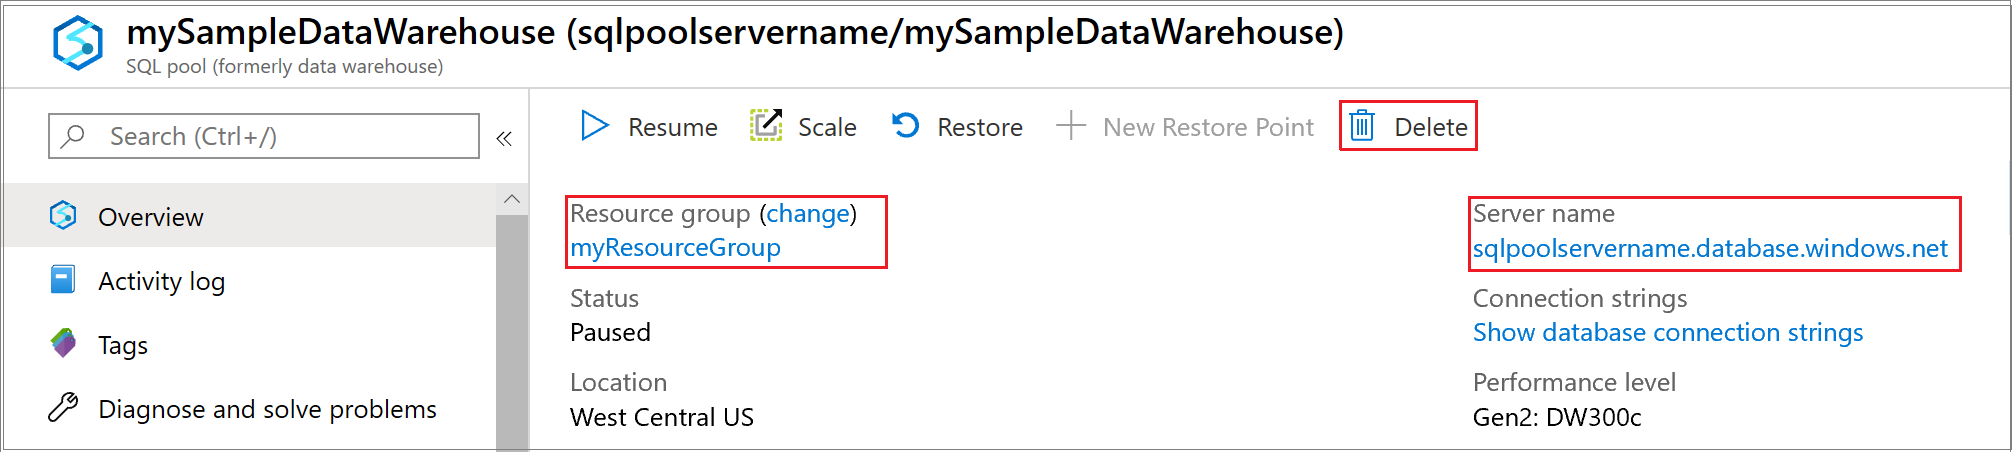 mySampleDataWarehouse (sqlpoolservername/mySampleDataWarehouse)
SQL pool (formerly data warehouse)
Search (Ctrl+/)
«
Resume
Scale
Restore
New Restore Point
Delete
Overview
Activity log
Tags
Diagnose and solve problems
Resource group (change)
myResourceGroup
Status
Paused
Location
West Central US
Server name
sqlpoolservername.database.windows.net
Connection strings
Show database connection strings
Performance level
Gen2: DW300c